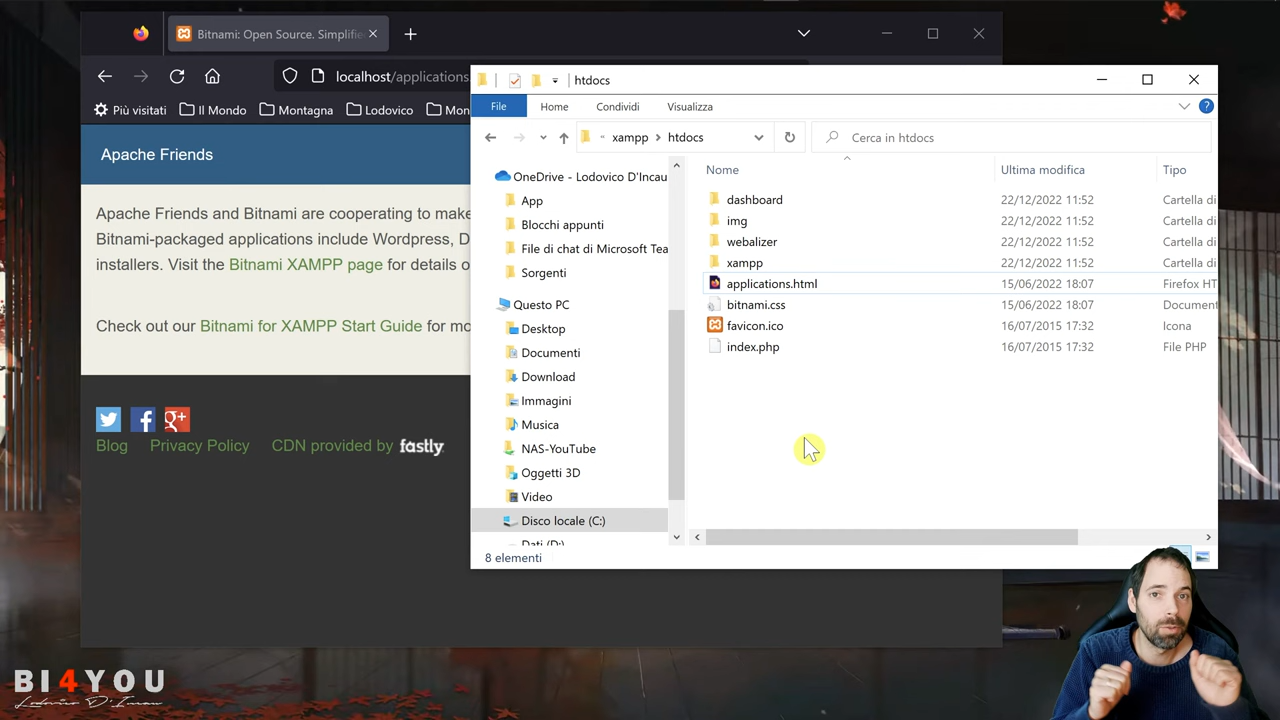 Bitnami: Open Source. Simplifie
localhost/applications.
Più visitati
Il Mondo
Montagna
Lodovico
Mon
Apache Friends
Apache Friends and Bitnami are cooperating to make
Bitnami-packaged applications include Wordpress, D
installers. Visit the Bitnami XAMPP page for details o
Check out our Bitnami for XAMPP Start Guide for mo
Blog
Privacy Policy
CDN provided by fastly
htdocs
File
Home
Condividi
Visualizza
xampp
htdocs
Cerca in htdocs
OneDrive - Lodovico D'Incau
App
Blocchi appunti
File di chat di Microsoft Tea
Sorgenti
Questo PC
Desktop
Documenti
Download
Immagini
Musica
NAS-YouTube
Oggetti 3D
Video
Disco locale (C:)
Dati (D:)
Nome Ultima modifica Tipo
dashboard 22/12/2022 11:52 Cartella di
img 22/12/2022 11:52 Cartella di
webalizer 22/12/2022 11:52 Cartella di
xampp 22/12/2022 11:52 Cartella di
applications.html 15/06/2022 18:07 Firefox HT
bitnami.css 15/06/2022 18:07 Document
favicon.ico 16/07/2015 17:32 Icona
index.php 16/07/2015 17:32 File PHP
8 elementi
BI4YOU
Lodovico D'Incau